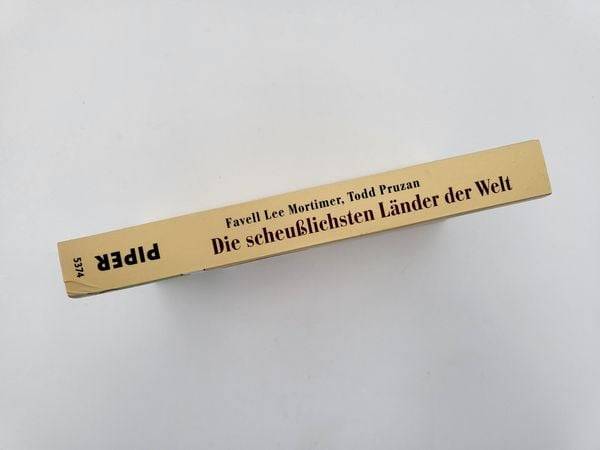 Favell Lee Mortimer, Todd Pruzan
Die scheußlichsten Länder der Welt
PIPER
5374